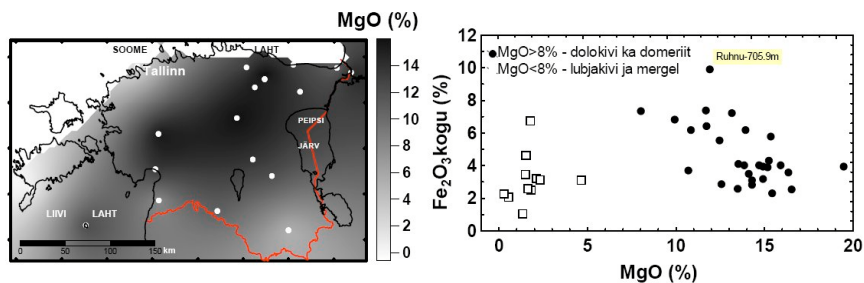 MgO (%)
SOOME LAHT
Tallinn
PEIPSI
JÄRV
LIIVI LAHT
0 50 100 150 km
14
12
10
8
6
4
2
0
12
10
8
6
4
2
0
Fe₂O₃kogu (%)
MgO>8% - dolokivi ka domeriit
MgO<8% - lubjakivi ja mergel
Ruhnu-705.9m
0 5 10 15 20
MgO (%)